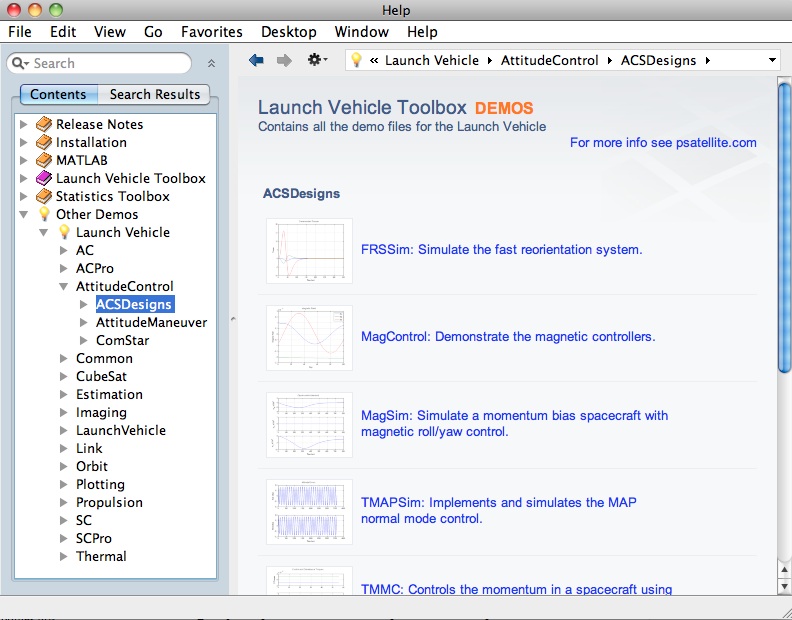 Help
File Edit View Go Favorites Desktop Window Help
Search
« Launch Vehicle AttitudeControl ACSDesigns
Contents Search Results
Release Notes
Installation
MATLAB
Launch Vehicle Toolbox
Statistics Toolbox
Other Demos
Launch Vehicle
AC
ACPro
AttitudeControl
ACSDesigns
AttitudeManeuver
ComStar
Common
CubeSat
Estimation
Imaging
LaunchVehicle
Link
Orbit
Plotting
Propulsion
SC
SCPro
Thermal
Launch Vehicle Toolbox DEMOS
Contains all the demo files for the Launch Vehicle
For more info see psatellite.com
ACSDesigns
FRSSim: Simulate the fast reorientation system.
MagControl: Demonstrate the magnetic controllers.
MagSim: Simulate a momentum bias spacecraft with
magnetic roll/yaw control.
TMAPSim: Implements and simulates the MAP
normal mode control.
TMMC: Controls the momentum in a spacecraft using